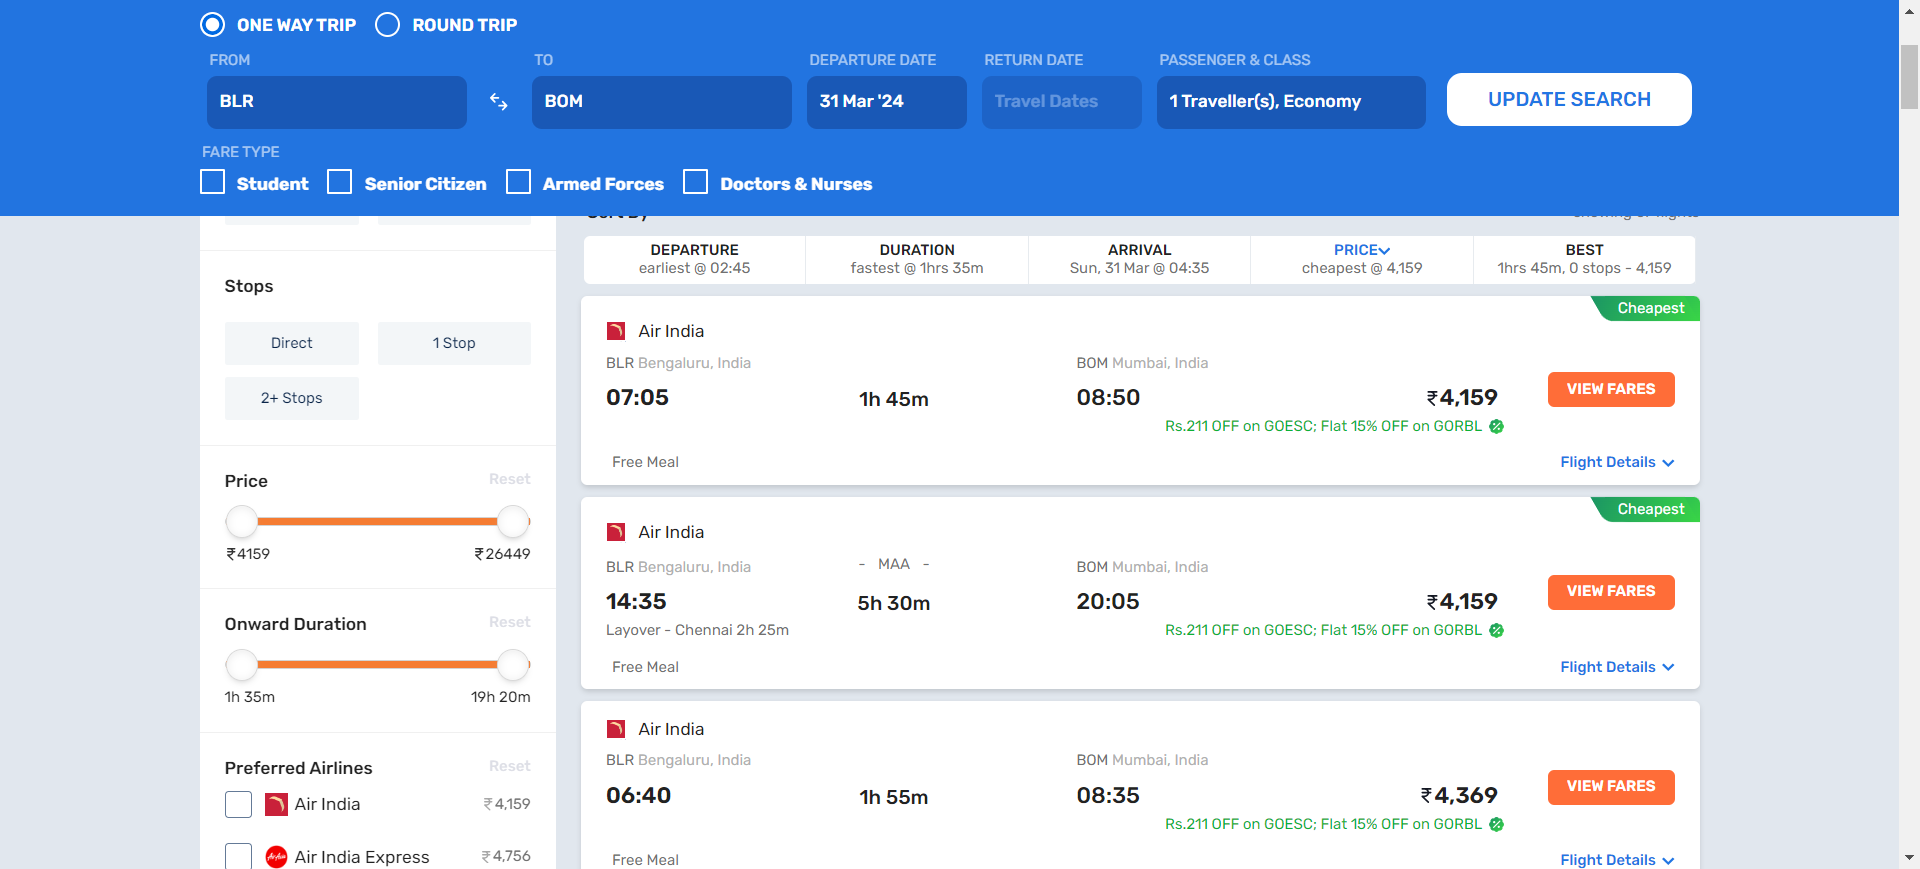 ONE WAY TRIP ROUND TRIP
FROM TO DEPARTURE DATE RETURN DATE PASSENGER & CLASS
BLR BOM 31 Mar '24 Travel Dates 1 Traveller(s), Economy UPDATE SEARCH
FARE TYPE
Student Senior Citizen Armed Forces Doctors & Nurses
Sort By
DEPARTURE DURATION ARRIVAL PRICE BEST
earliest @ 02:45 fastest @ 1hrs 35m Sun, 31 Mar @ 04:35 cheapest @ 4,159 1hrs 45m, 0 stops - 4,159
Stops
Direct 1 Stop
2+ Stops
Price Reset
₹4159 ₹26449
Onward Duration Reset
1h 35m 19h 20m
Preferred Airlines Reset
Air India ₹4,159
Air India Express ₹4,756
Cheapest
Air India
BLR Bengaluru, India BOM Mumbai, India
07:05 1h 45m 08:50 ₹4,159 VIEW FARES
Rs.211 OFF on GOESC; Flat 15% OFF on GORBL
Free Meal Flight Details
Cheapest
Air India
BLR Bengaluru, India - MAA - BOM Mumbai, India
14:35 5h 30m 20:05 ₹4,159 VIEW FARES
Layover - Chennai 2h 25m Rs.211 OFF on GOESC; Flat 15% OFF on GORBL
Free Meal Flight Details
Air India
BLR Bengaluru, India BOM Mumbai, India
06:40 1h 55m 08:35 ₹4,369 VIEW FARES
Rs.211 OFF on GOESC; Flat 15% OFF on GORBL
Free Meal Flight Details